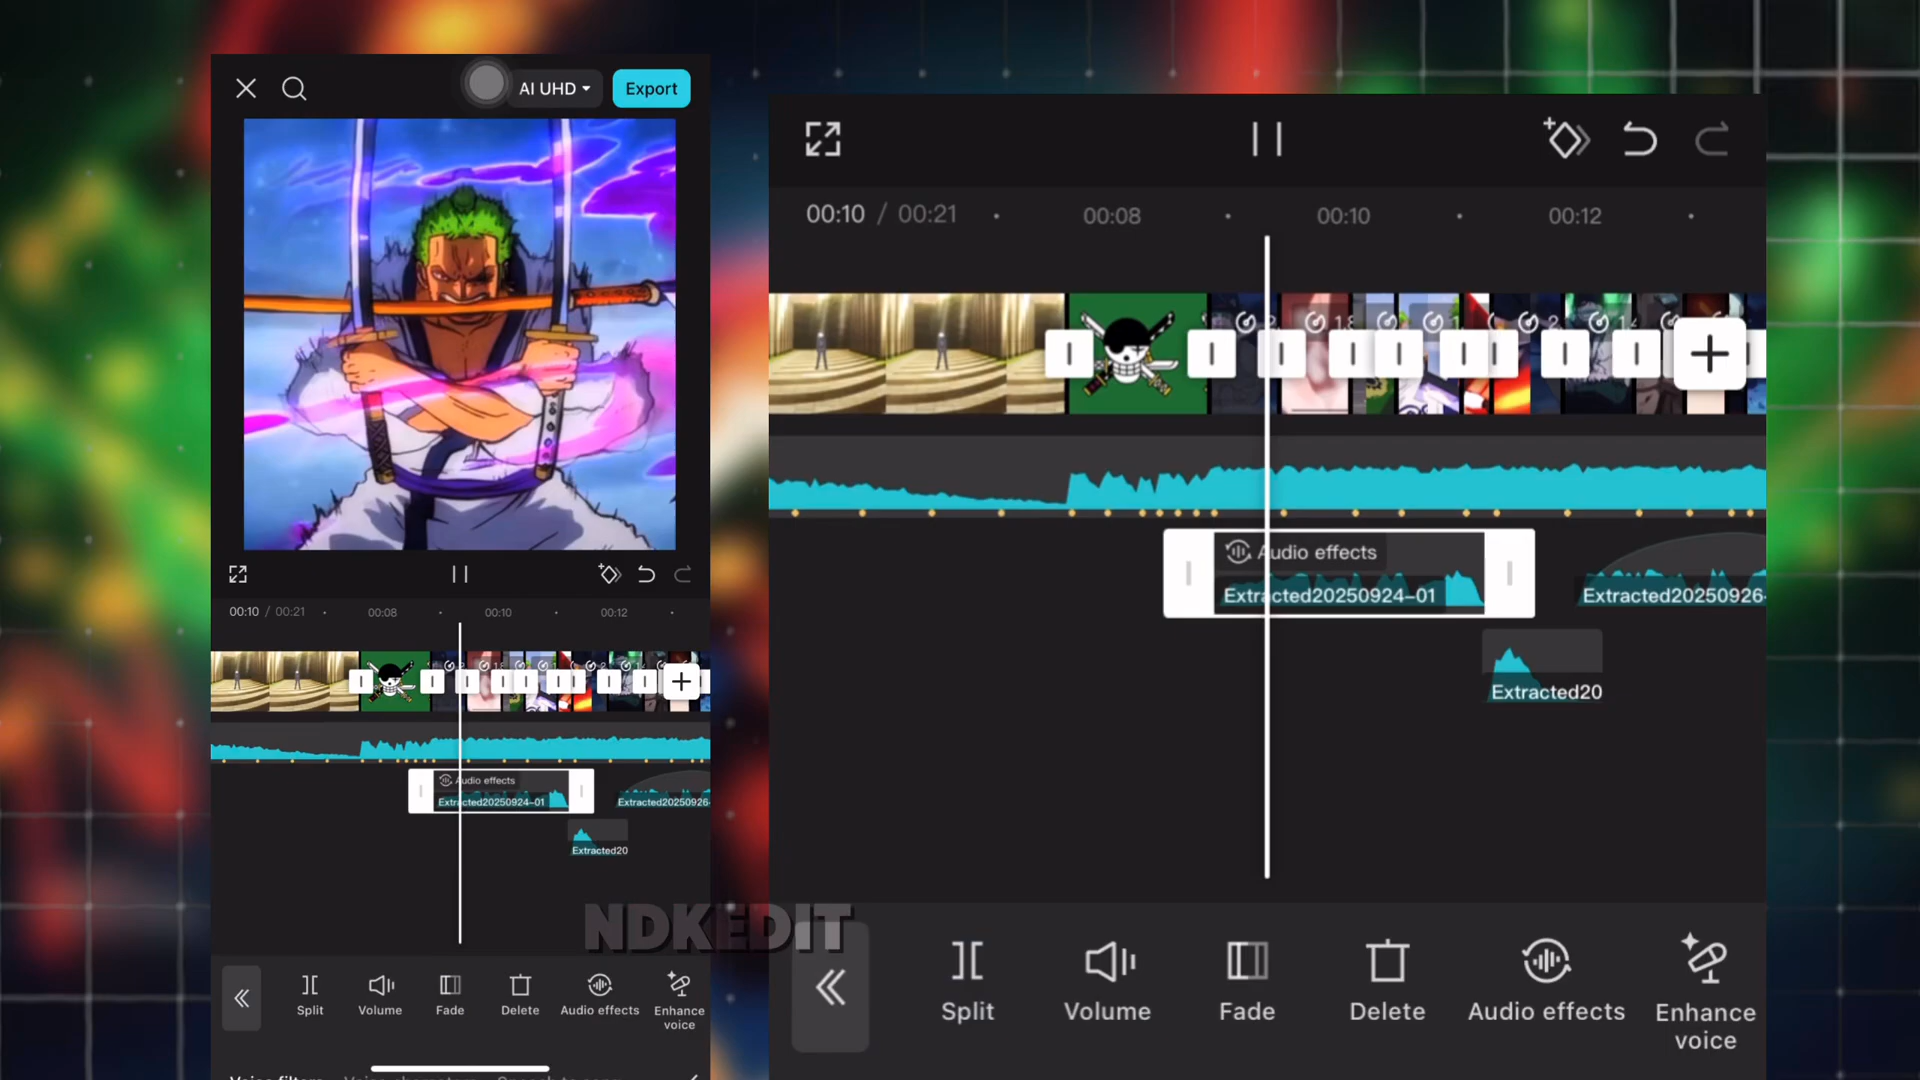 AI UHD
Export
00:10 / 00:21
00:08
00:10
00:12
Audio effects
Extracted20250924-01
Extracted20250926-
Extracted20
Split
Volume
Fade
Delete
Audio effects
Enhance
voice
00:10 / 00:21
00:08
00:10
00:12
Audio effects
Extracted20250924-01
Extracted20250926-
Extracted20
NDKEDIT
Split
Volume
Fade
Delete
Audio effects
Enhance
voice